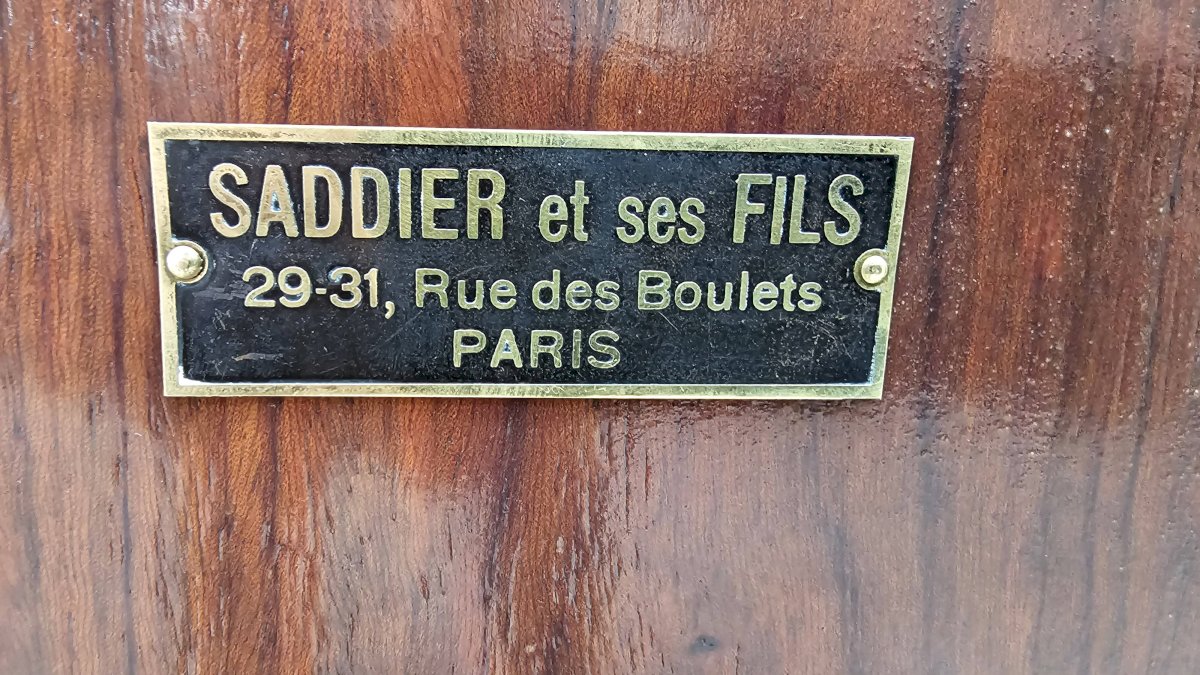 SADDIER et ses FILS
29-31, Rue des Boulets
PARIS